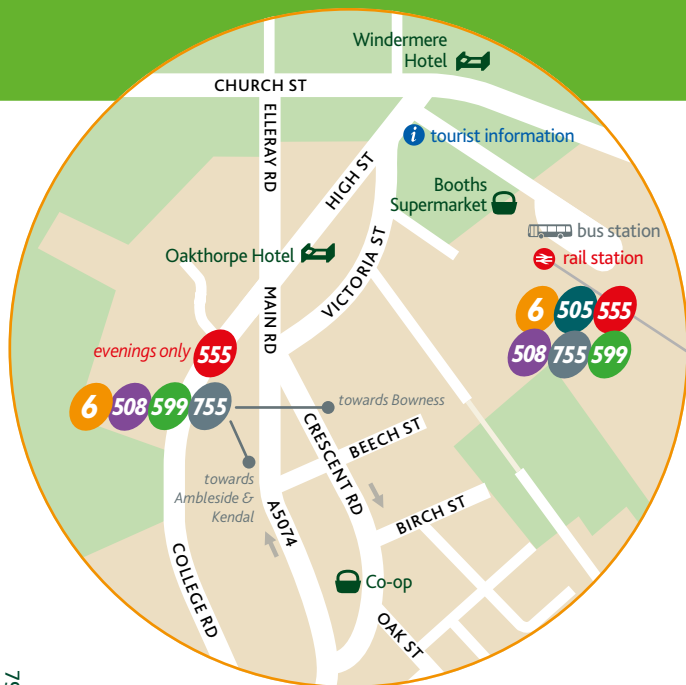 Windermere
Hotel
CHURCH ST
ELLERAY RD
i tourist information
HIGH ST
Booths
Supermarket
bus station
rail station
Oakthorpe Hotel
VICTORIA ST
MAIN RD
6 505 555
508 755 599
evenings only 555
6 508 599 755
towards Bowness
CRESCENT RD
BEECH ST
towards
Ambleside &
Kendal
A5074
BIRCH ST
COLLEGE RD
Co-op
OAK ST